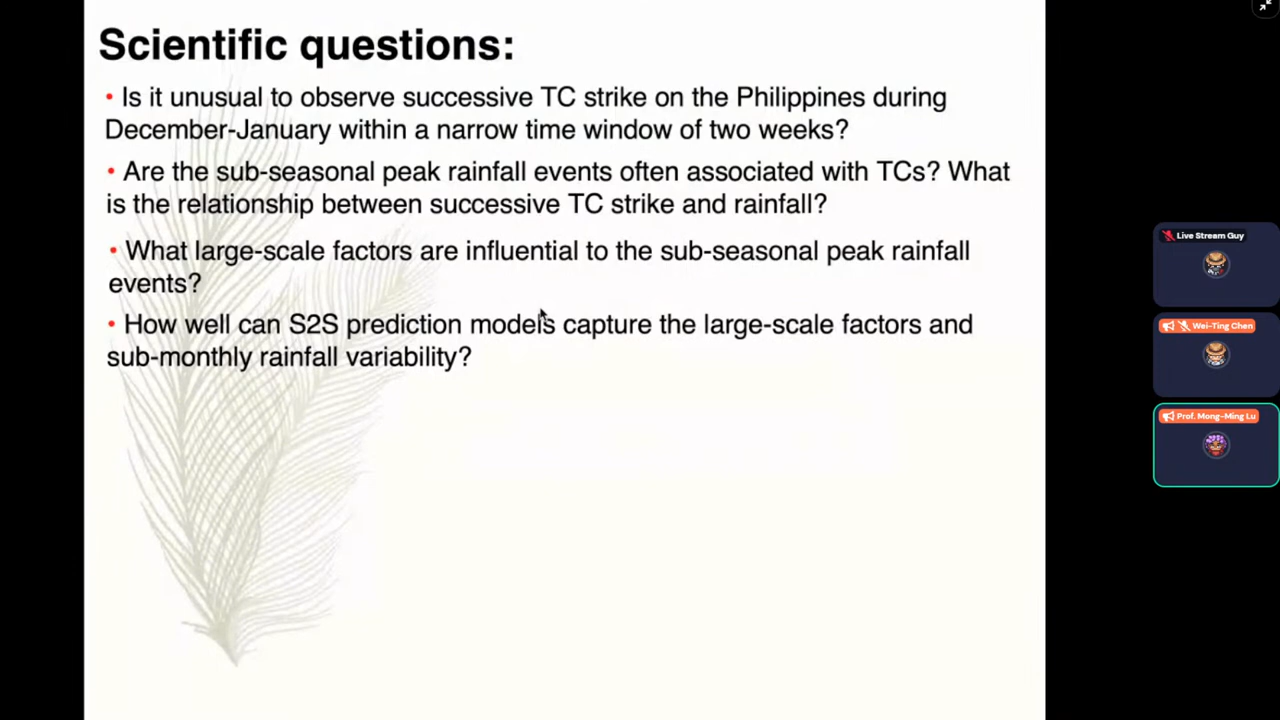 Scientific questions:
• Is it unusual to observe successive TC strike on the Philippines during
December-January within a narrow time window of two weeks?
• Are the sub-seasonal peak rainfall events often associated with TCs? What
is the relationship between successive TC strike and rainfall?
• What large-scale factors are influential to the sub-seasonal peak rainfall
events?
• How well can S2S prediction models capture the large-scale factors and
sub-monthly rainfall variability?
Live Stream Guy
Wei-Ting Chen
Prof. Mong-Ming Lu